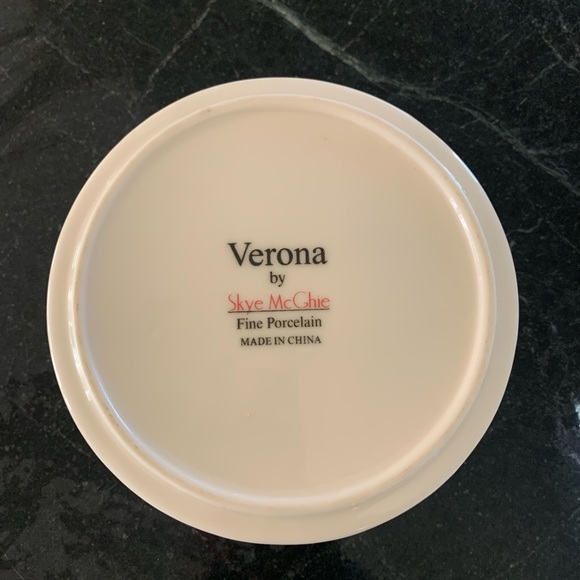 Verona
by
Skye McGhie
Fine Porcelain
MADE IN CHINA